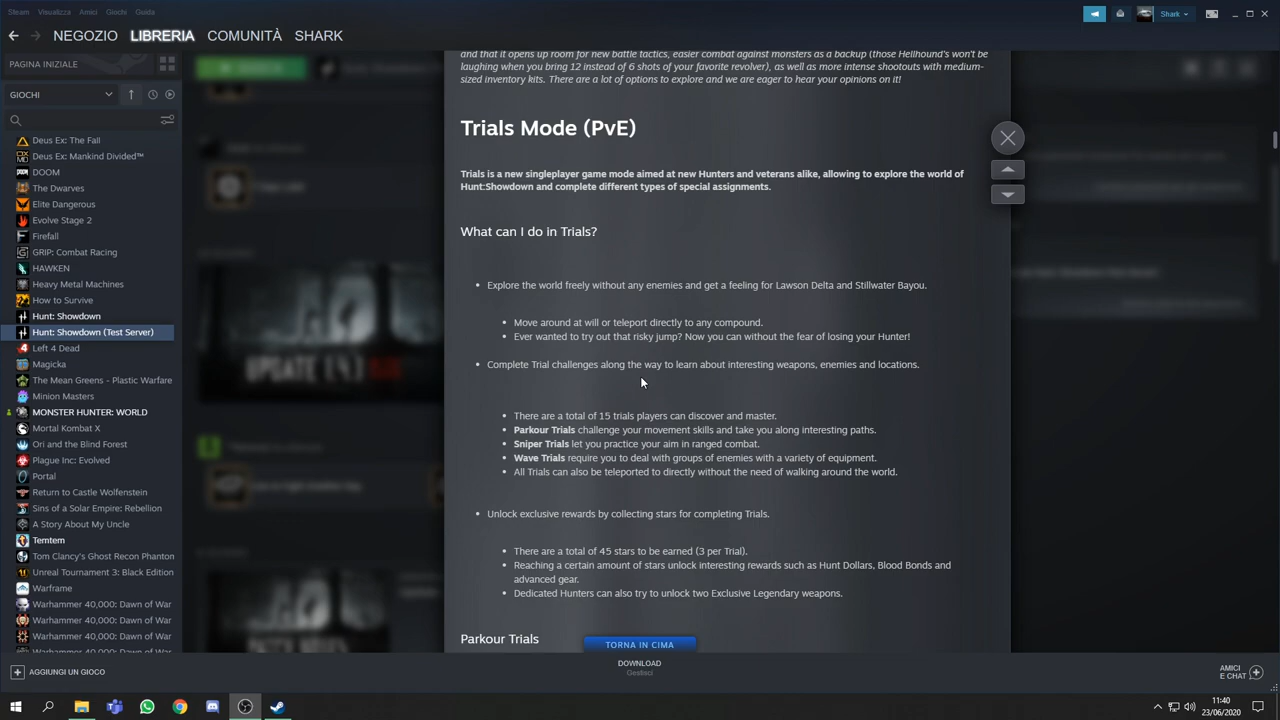 Steam Visualizza Amici Giochi Guida
Shark
NEGOZIO LIBRERIA COMUNITÀ SHARK
PAGINA INIZIALE
GIOCHI
Deus Ex: The Fall
Deus Ex: Mankind Divided™
DOOM
The Dwarves
Elite Dangerous
Evolve Stage 2
Firefall
GRIP: Combat Racing
HAWKEN
Heavy Metal Machines
How to Survive
Hunt: Showdown
Hunt: Showdown (Test Server)
Left 4 Dead
Magicka
The Mean Greens - Plastic Warfare
Minion Masters
MONSTER HUNTER: WORLD
Mortal Kombat X
Ori and the Blind Forest
Plague Inc: Evolved
Portal
Return to Castle Wolfenstein
Sins of a Solar Empire: Rebellion
A Story About My Uncle
Temtem
Tom Clancy's Ghost Recon Phantom
Unreal Tournament 3: Black Edition
Warframe
Warhammer 40,000: Dawn of War
Warhammer 40,000: Dawn of War
Warhammer 40,000: Dawn of War
Warhammer 40,000: Dawn of War
AGGIUNGI UN GIOCO
and that it opens up room for new battle tactics, easier combat against monsters as a backup (those Hellhound's won't be
laughing when you bring 12 instead of 6 shots of your favorite revolver), as well as more intense shootouts with medium-
sized inventory kits. There are a lot of options to explore and we are eager to hear your opinions on it!
Trials Mode (PvE)
Trials is a new singleplayer game mode aimed at new Hunters and veterans alike, allowing to explore the world of
Hunt:Showdown and complete different types of special assignments.
What can I do in Trials?
• Explore the world freely without any enemies and get a feeling for Lawson Delta and Stillwater Bayou.
• Move around at will or teleport directly to any compound.
• Ever wanted to try out that risky jump? Now you can without the fear of losing your Hunter!
• Complete Trial challenges along the way to learn about interesting weapons, enemies and locations.
• There are a total of 15 trials players can discover and master.
• Parkour Trials challenge your movement skills and take you along interesting paths.
• Sniper Trials let you practice your aim in ranged combat.
• Wave Trials require you to deal with groups of enemies with a variety of equipment.
• All Trials can also be teleported to directly without the need of walking around the world.
• Unlock exclusive rewards by collecting stars for completing Trials.
• There are a total of 45 stars to be earned (3 per Trial).
• Reaching a certain amount of stars unlock interesting rewards such as Hunt Dollars, Blood Bonds and
advanced gear.
• Dedicated Hunters can also try to unlock two Exclusive Legendary weapons.
Parkour Trials
TORNA IN CIMA
DOWNLOAD
Gestisci
AMICI
E CHAT
11:40
23/06/2020